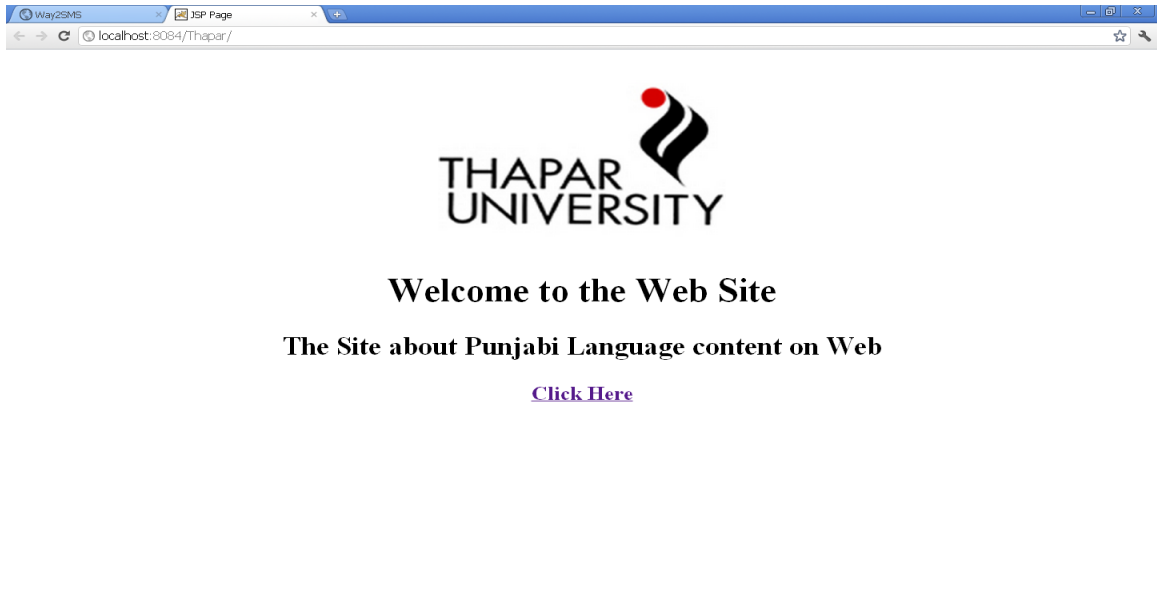 Way2SMS
JSP Page
localhost:8084/Thapar/
THAPAR
UNIVERSITY
Welcome to the Web Site
The Site about Punjabi Language content on Web
Click Here